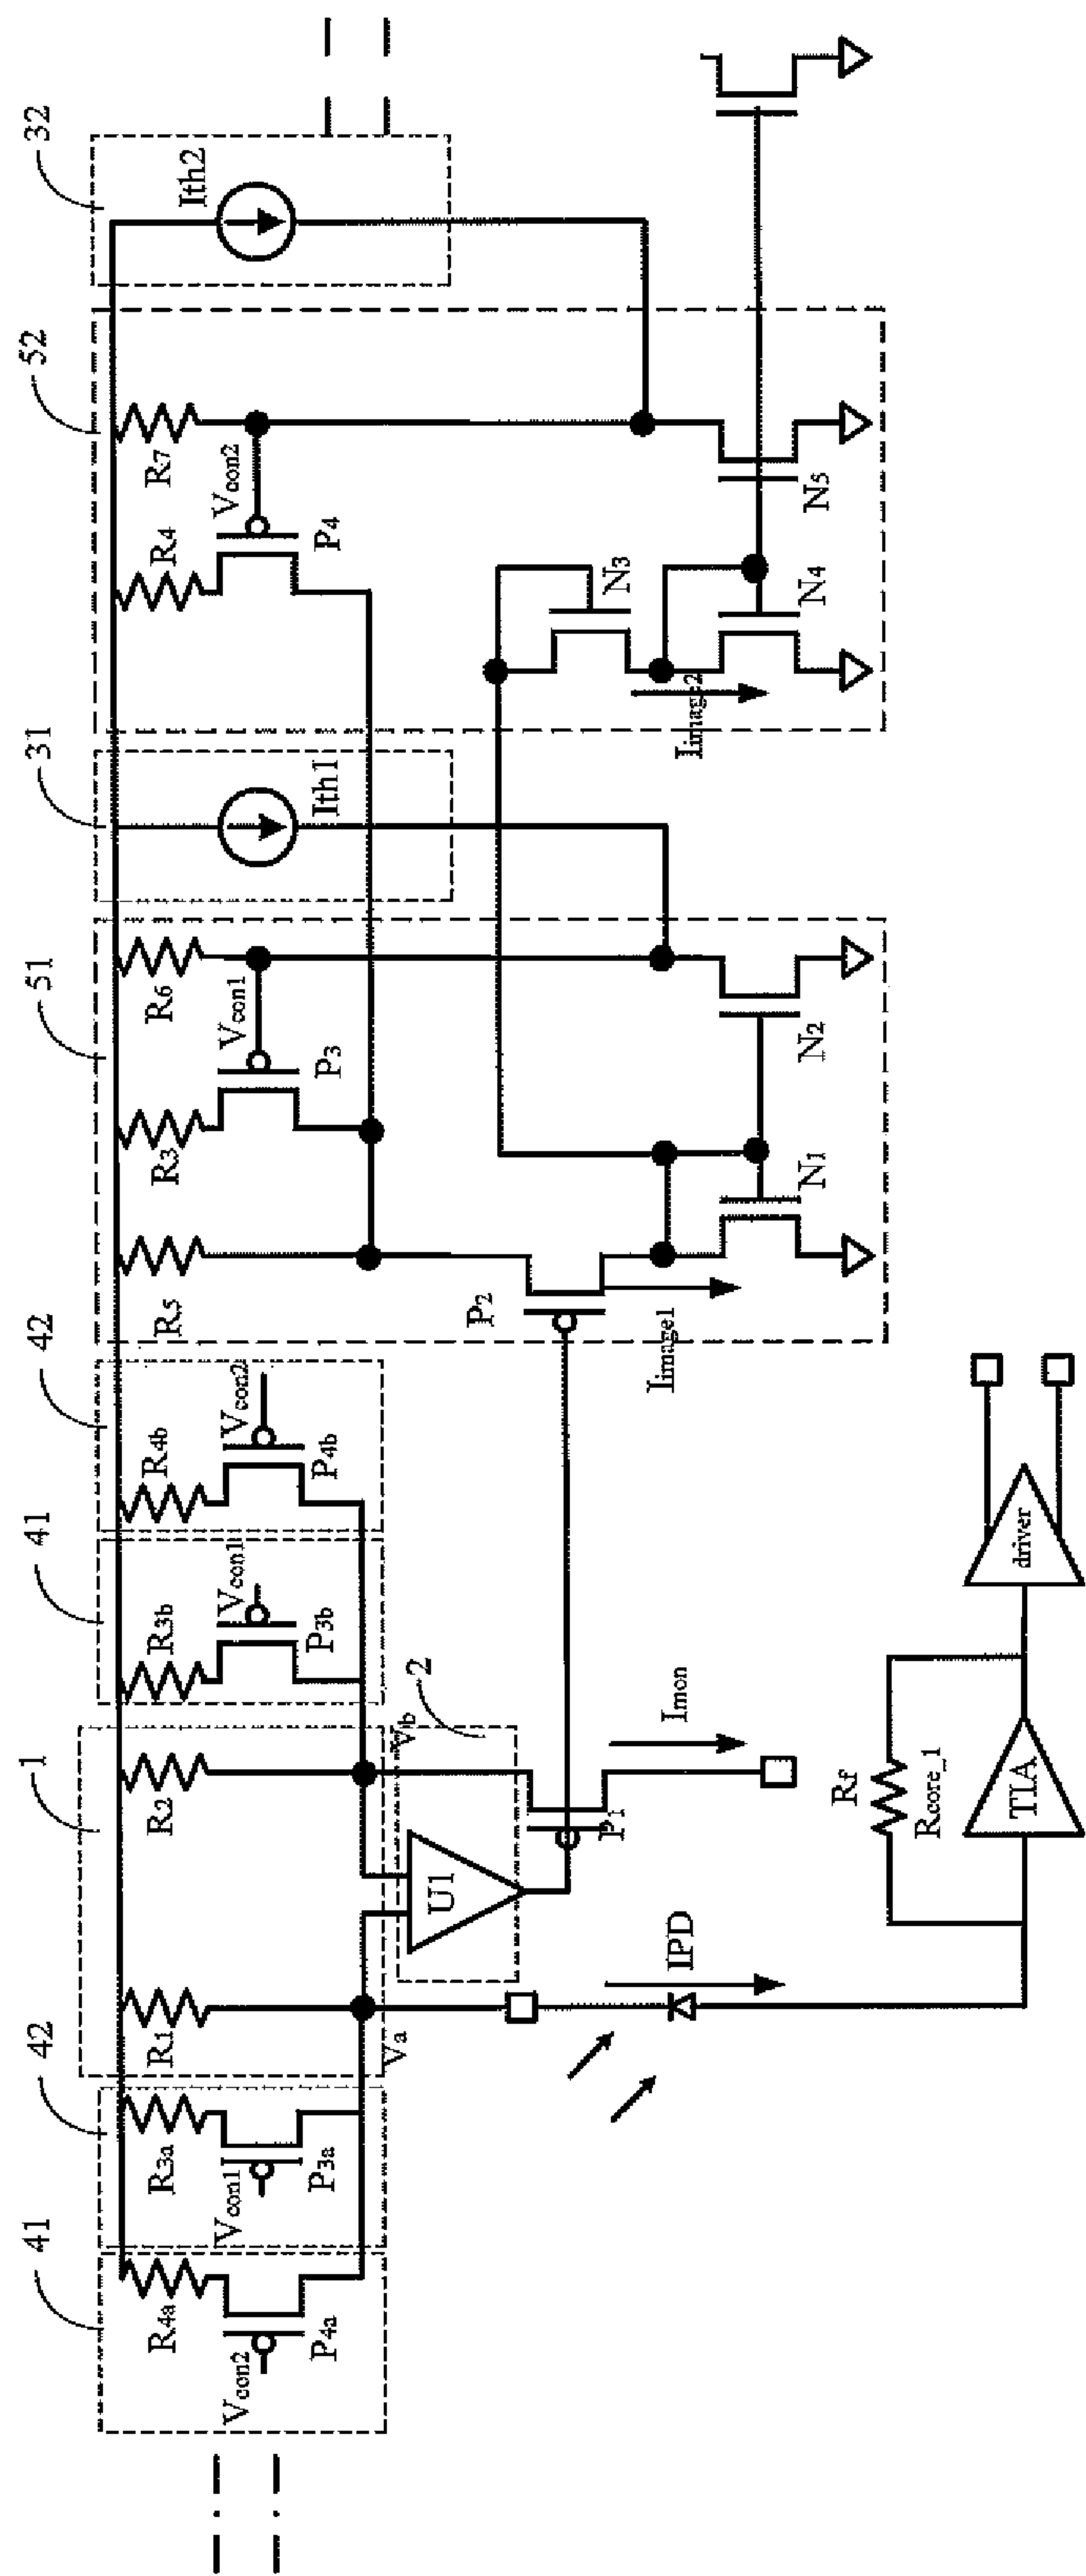 41
42
1
41
42
51
31
52
32
R4a
R3a
R1
R2
R3b
R4b
R5
R3
R6
R4
R7
Vcon2
P4a
Vcon1
P3a
Vcon1
P3b
Vcon2
P4b
Vcon1
P3
Ith1
Vcon2
P4
Ith2
Va
Vb
2
U1
P1
P2
Imon
Iimage1
N1
N2
Iimage2
N3
N4
N5
IPD
Rf
Rcore_1
TIA
driver